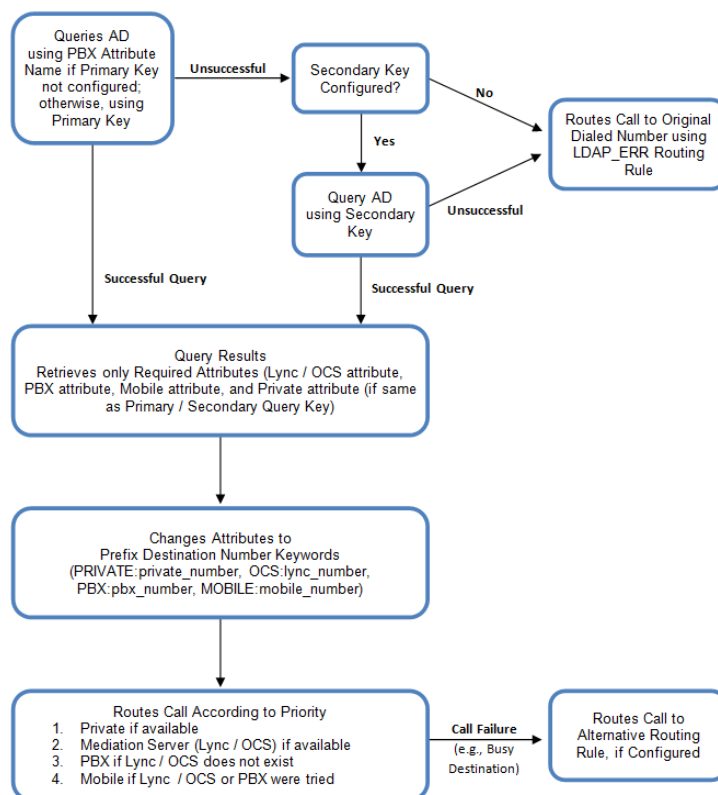 Queries AD
using PBX Attribute
Name if Primary Key
not configured;
otherwise, using
Primary Key
Unsuccessful
Secondary Key
Configured?
No
Routes Call to Original
Dialed Number using
LDAP_ERR Routing
Rule
Yes
Query AD
using Secondary
Key
Unsuccessful
Successful Query
Successful Query
Query Results
Retrieves only Required Attributes (Lync / OCS attribute,
PBX attribute, Mobile attribute, and Private attribute (if same
as Primary / Secondary Query Key)
Changes Attributes to
Prefix Destination Number Keywords
(PRIVATE:private_number, OCS:lync_number,
PBX:pbx_number, MOBILE:mobile_number)
Routes Call According to Priority
1. Private if available
2. Mediation Server (Lync / OCS) if available
3. PBX if Lync / OCS does not exist
4. Mobile if Lync / OCS or PBX were tried
Call Failure
(e.g., Busy
Destination)
Routes Call to
Alternative Routing
Rule, if Configured